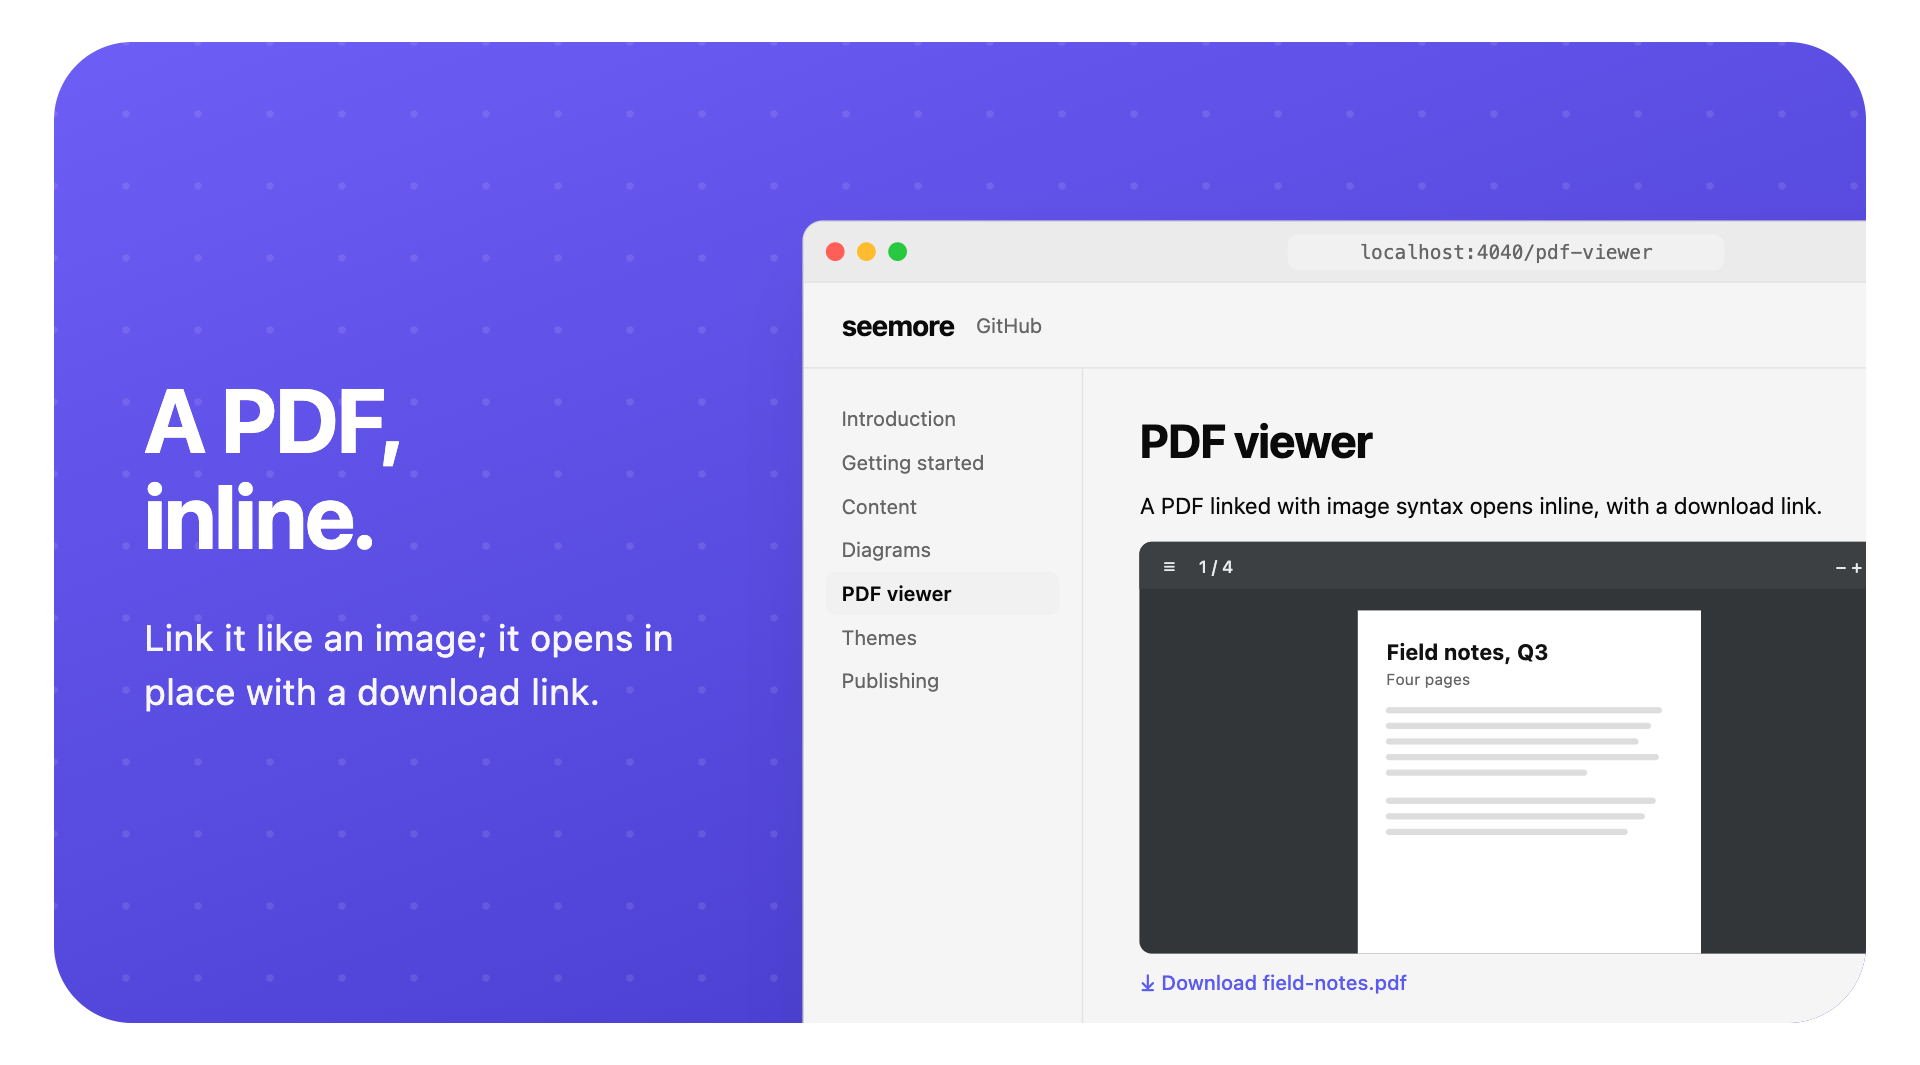 A PDF,
inline.
Link it like an image; it opens in
place with a download link.
localhost:4040/pdf-viewer
seemore GitHub
Introduction
Getting started
Content
Diagrams
PDF viewer
Themes
Publishing
PDF viewer
A PDF linked with image syntax opens inline, with a download link.
≡ 1 / 4 − +
Field notes, Q3
Four pages
Download field-notes.pdf